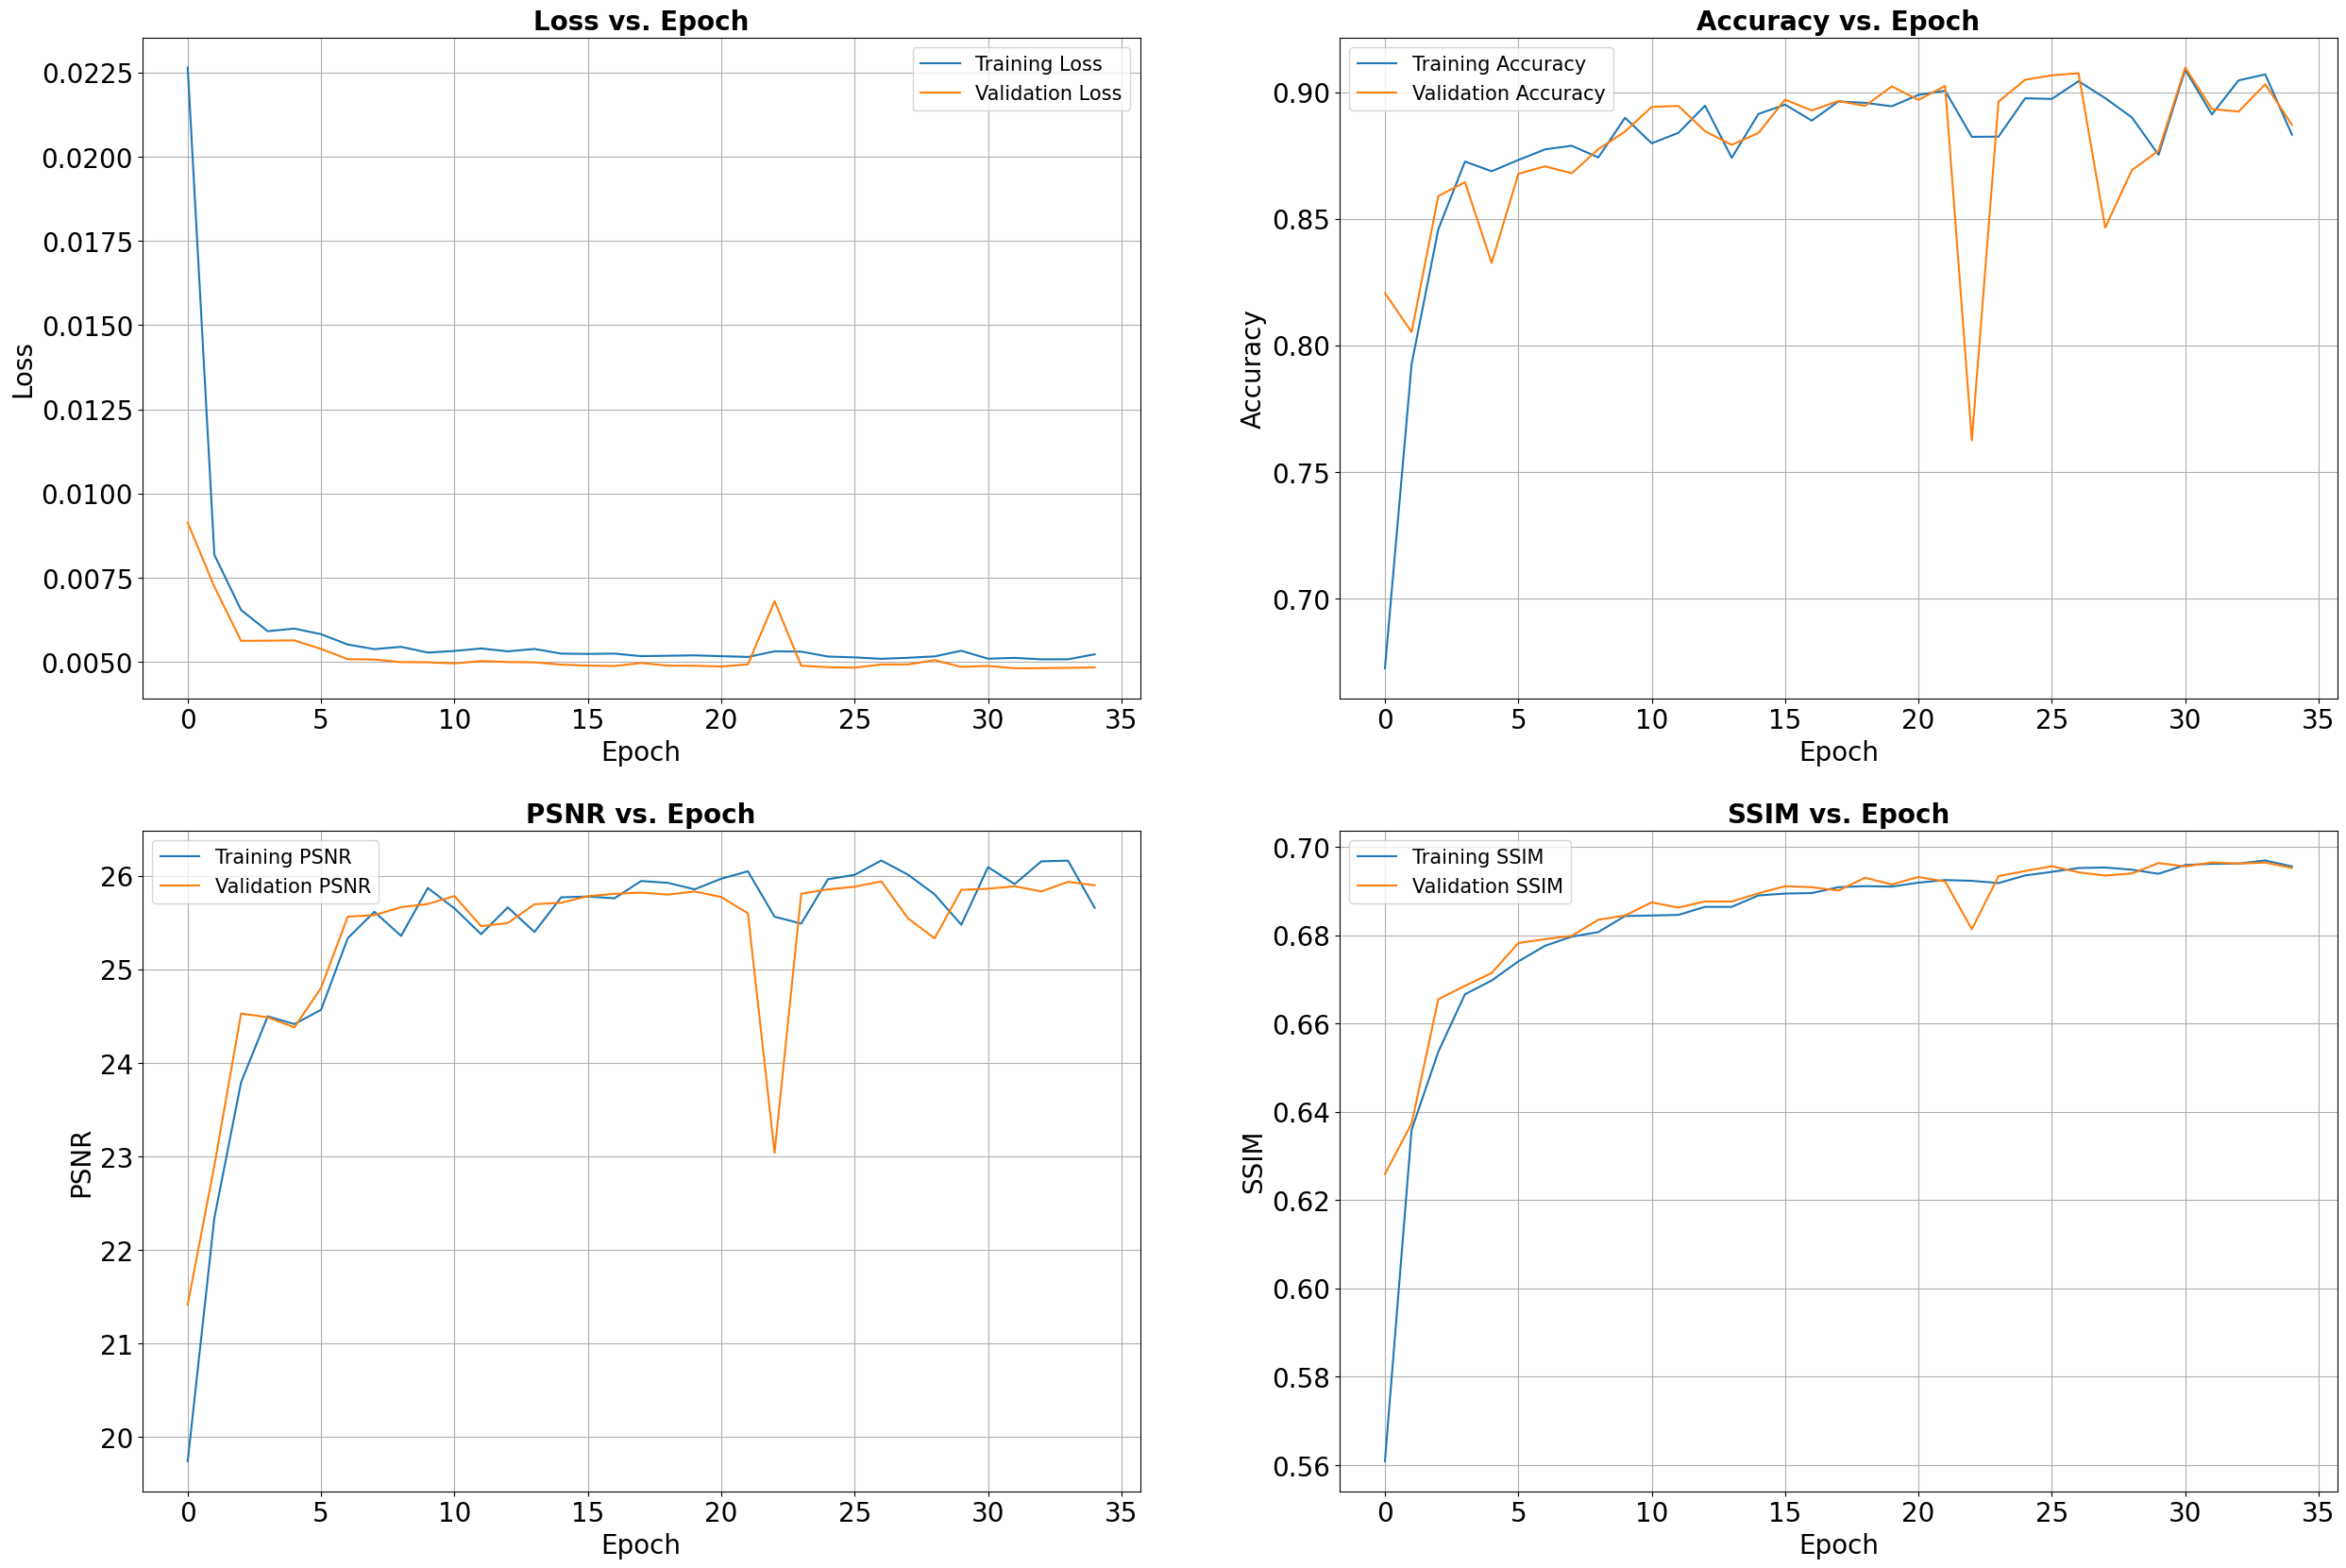 Loss vs. Epoch
Training Loss
Validation Loss
0.0225
0.0200
0.0175
0.0150
0.0125
0.0100
0.0075
0.0050
Loss
0 5 10 15 20 25 30 35
Epoch
Accuracy vs. Epoch
Training Accuracy
Validation Accuracy
0.90
0.85
0.80
0.75
0.70
Accuracy
0 5 10 15 20 25 30 35
Epoch
PSNR vs. Epoch
Training PSNR
Validation PSNR
26
25
24
23
22
21
20
PSNR
0 5 10 15 20 25 30 35
Epoch
SSIM vs. Epoch
Training SSIM
Validation SSIM
0.70
0.68
0.66
0.64
0.62
0.60
0.58
0.56
SSIM
0 5 10 15 20 25 30 35
Epoch